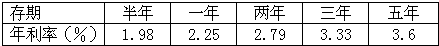 存期 半年 一年 两年 三年 五年
年利率(%) 1.98 2.25 2.79 3.33 3.6